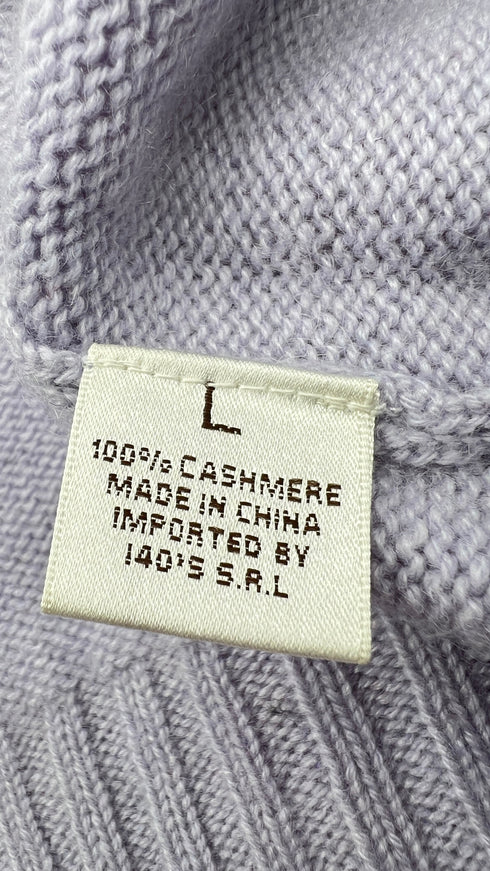 L
100% CASHMERE
MADE IN CHINA
IMPORTED BY
140'S S.R.L